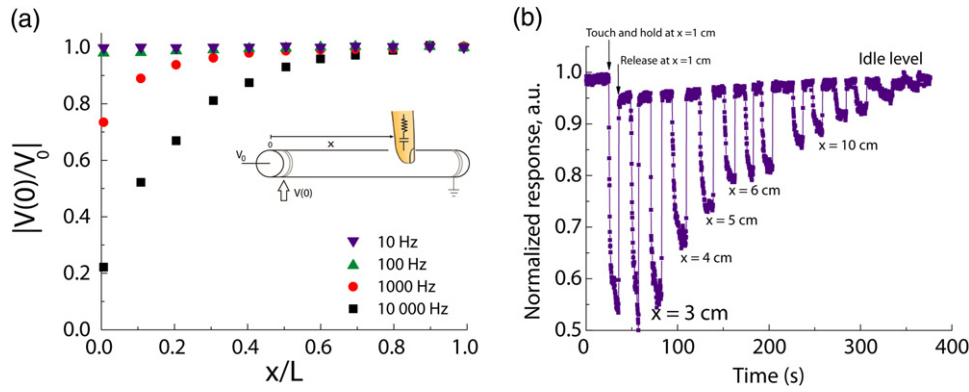 (a)
|V(0)/V₀|
1.0
0.8
0.6
0.4
0.2
0.0
0
x
V₀
V(0)
10 Hz
100 Hz
1000 Hz
10 000 Hz
0.0 0.2 0.4 0.6 0.8 1.0
x/L
(b)
Normalized response, a.u.
Touch and hold at x =1 cm
Release at x =1 cm
Idle level
1.0
0.9
0.8
0.7
0.6
0.5
x = 10 cm
x = 6 cm
x = 5 cm
x = 4 cm
x = 3 cm
0 100 200 300 400
Time (s)